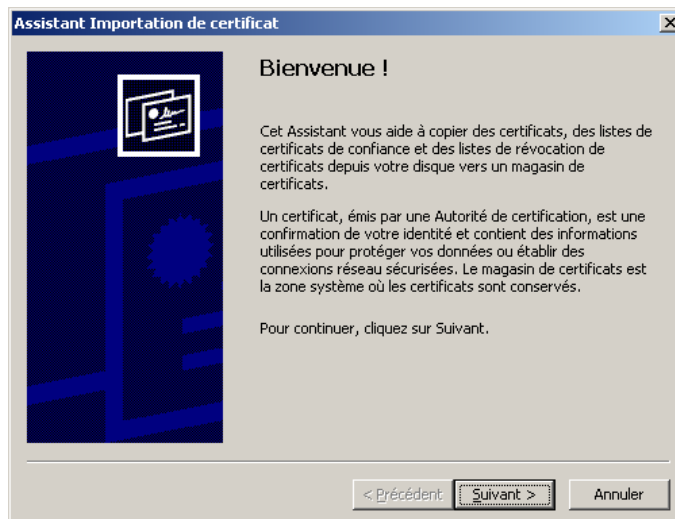 Assistant Importation de certificat
Bienvenue !
Cet Assistant vous aide à copier des certificats, des listes de
certificats de confiance et des listes de révocation de
certificats depuis votre disque vers un magasin de
certificats.
Un certificat, émis par une Autorité de certification, est une
confirmation de votre identité et contient des informations
utilisées pour protéger vos données ou établir des
connexions réseau sécurisées. Le magasin de certificats est
la zone système où les certificats sont conservés.
Pour continuer, cliquez sur Suivant.
< Précédent Suivant > Annuler